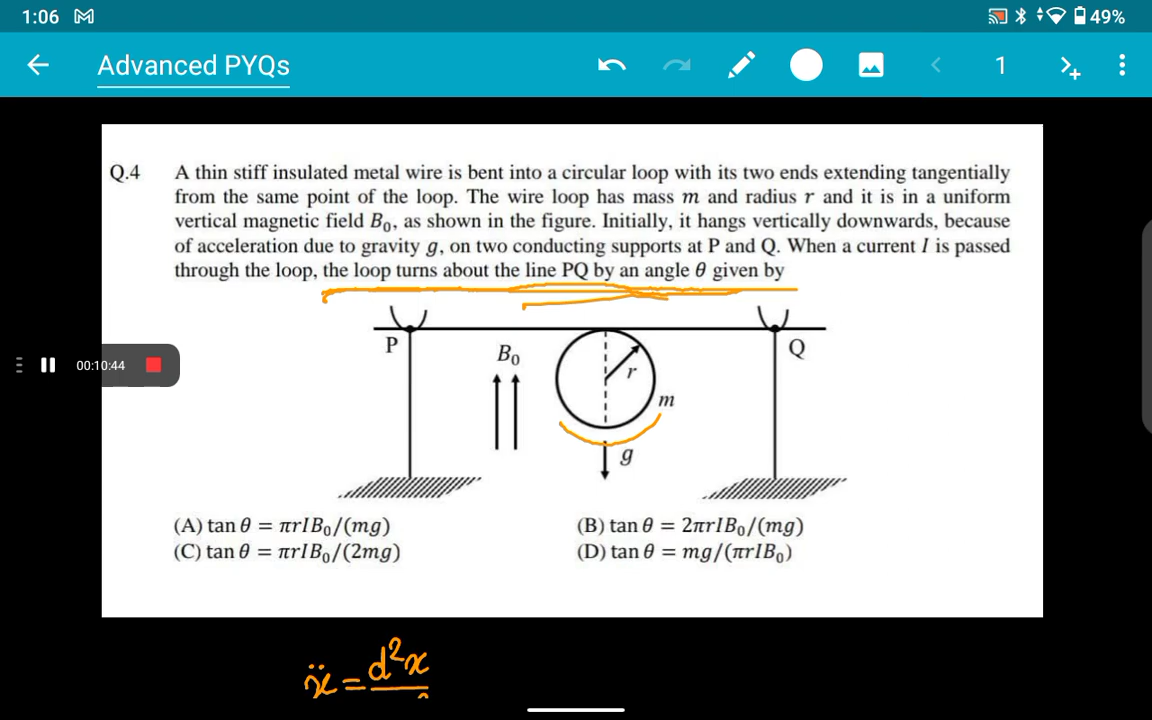 1:06 49%
Advanced PYQs 1
Q.4 A thin stiff insulated metal wire is bent into a circular loop with its two ends extending tangentially
from the same point of the loop. The wire loop has mass m and radius r and it is in a uniform
vertical magnetic field B₀, as shown in the figure. Initially, it hangs vertically downwards, because
of acceleration due to gravity g, on two conducting supports at P and Q. When a current I is passed
through the loop, the loop turns about the line PQ by an angle θ given by
P B₀ r Q
00:10:44
m
g
(A) tan θ = πrIB₀/(mg) (B) tan θ = 2πrIB₀/(mg)
(C) tan θ = πrIB₀/(2mg) (D) tan θ = mg/(πrIB₀)
ẍ = d²x